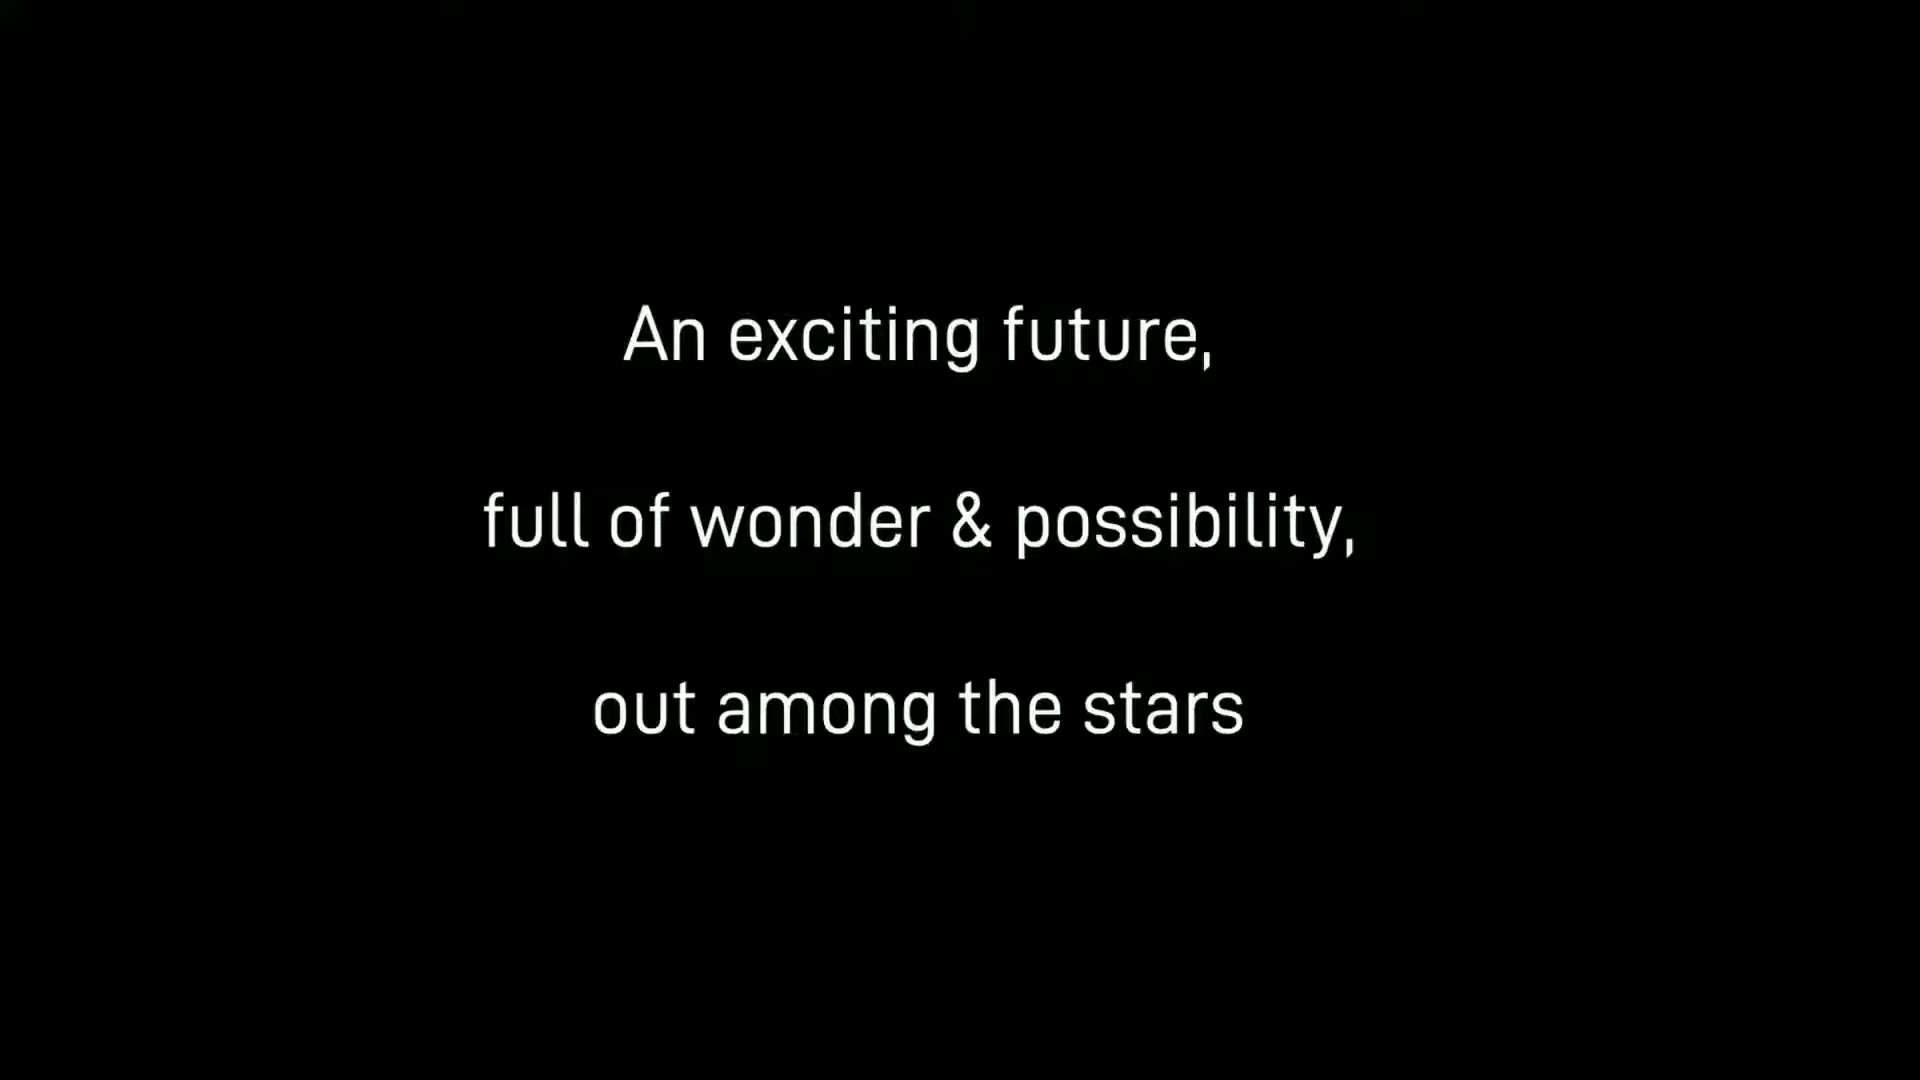 An exciting future,
full of wonder & possibility,
out among the stars